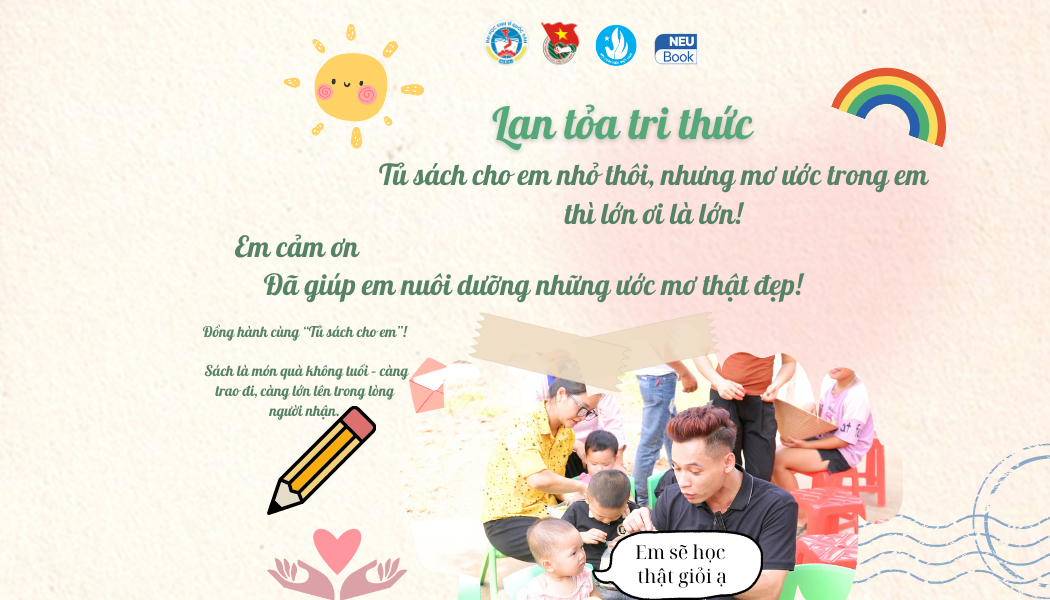 NEU
Book
Lan tỏa tri thức
Tủ sách cho em nhỏ thôi, nhưng mơ ước trong em
thì lớn ơi là lớn!
Em cảm ơn
Đã giúp em nuôi dưỡng những ước mơ thật đẹp!
Đồng hành cùng “Tủ sách cho em”!
Sách là món quà không tuổi – càng
trao đi, càng lớn lên trong lòng
người nhận.
Em sẽ học
thật giỏi ạ